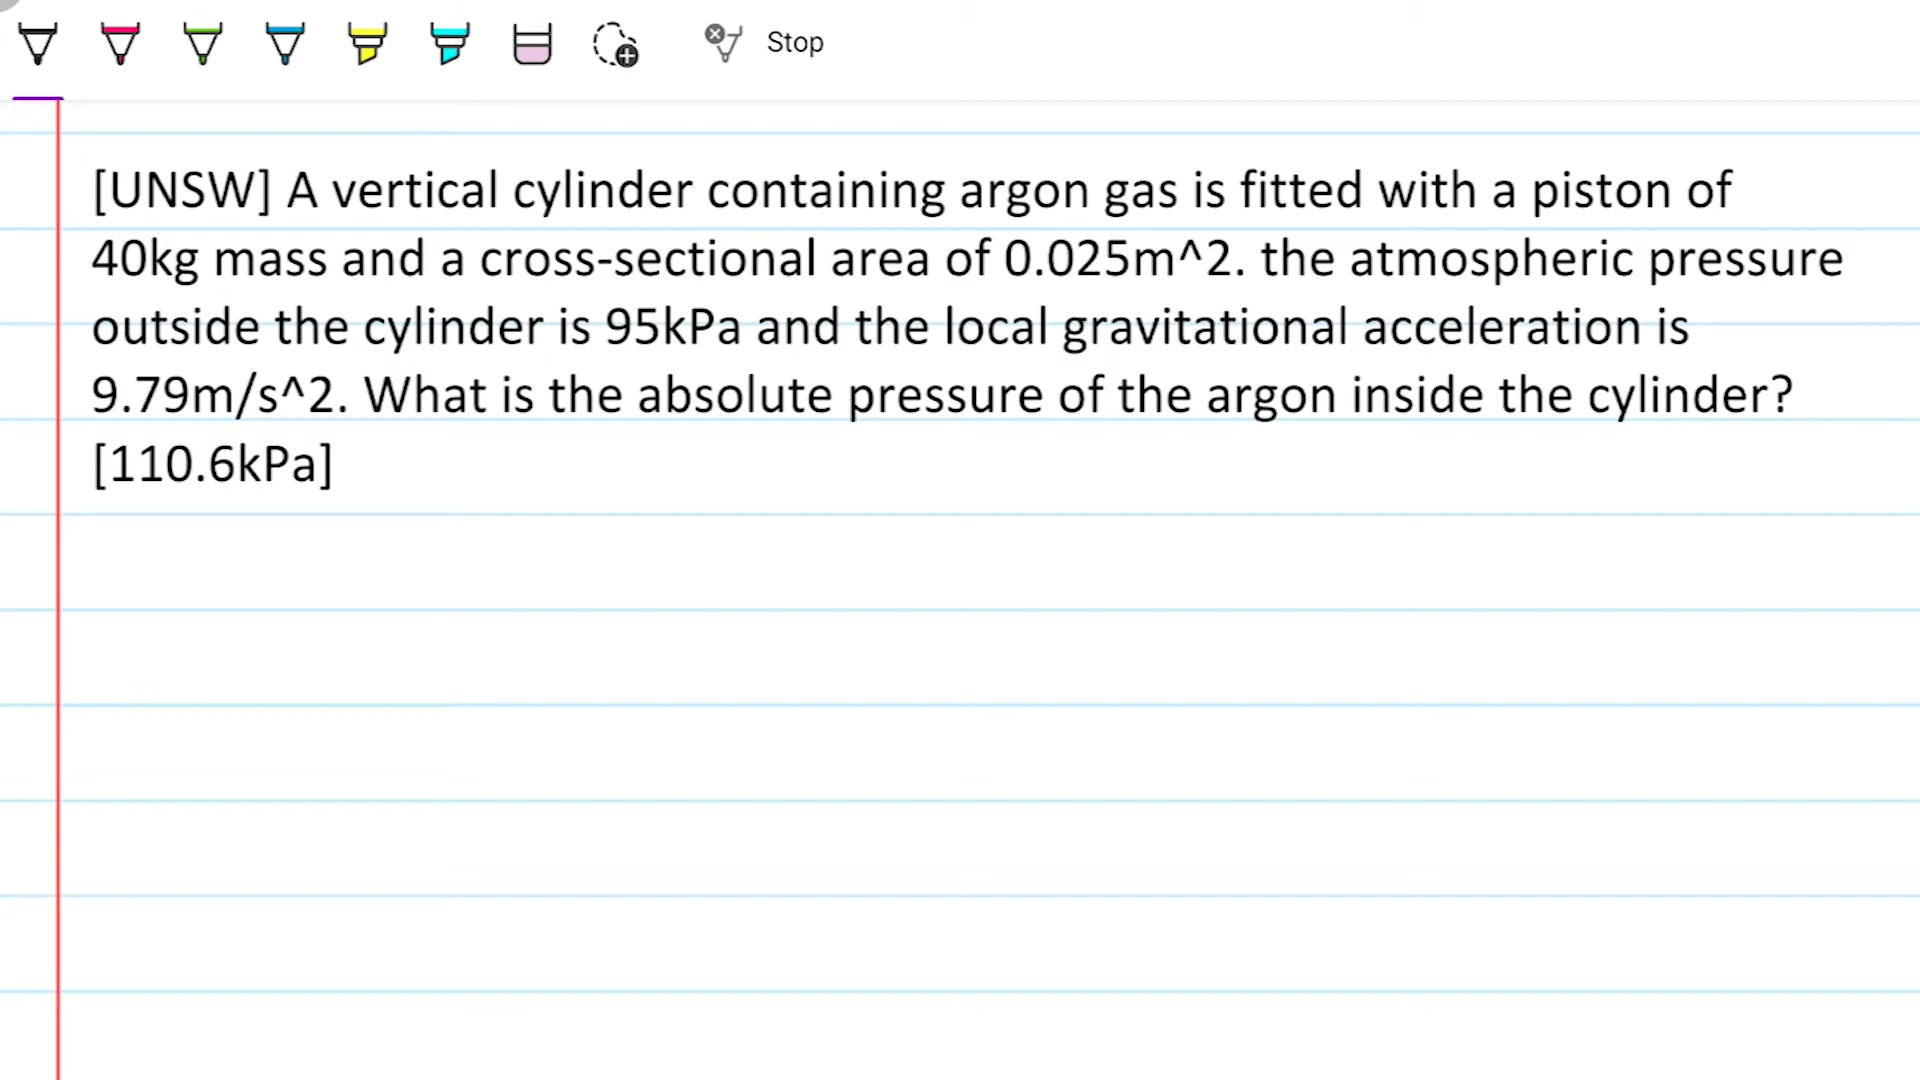 Stop
[UNSW] A vertical cylinder containing argon gas is fitted with a piston of
40kg mass and a cross-sectional area of 0.025m^2. the atmospheric pressure
outside the cylinder is 95kPa and the local gravitational acceleration is
9.79m/s^2. What is the absolute pressure of the argon inside the cylinder?
[110.6kPa]